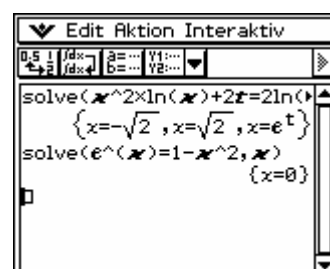 Edit Aktion Interaktiv
solve(x^2×ln(x)+2t=2ln(
{x=-√2,x=√2,x=e^t}
solve(e^(x)=1-x^2,x)
{x=0}